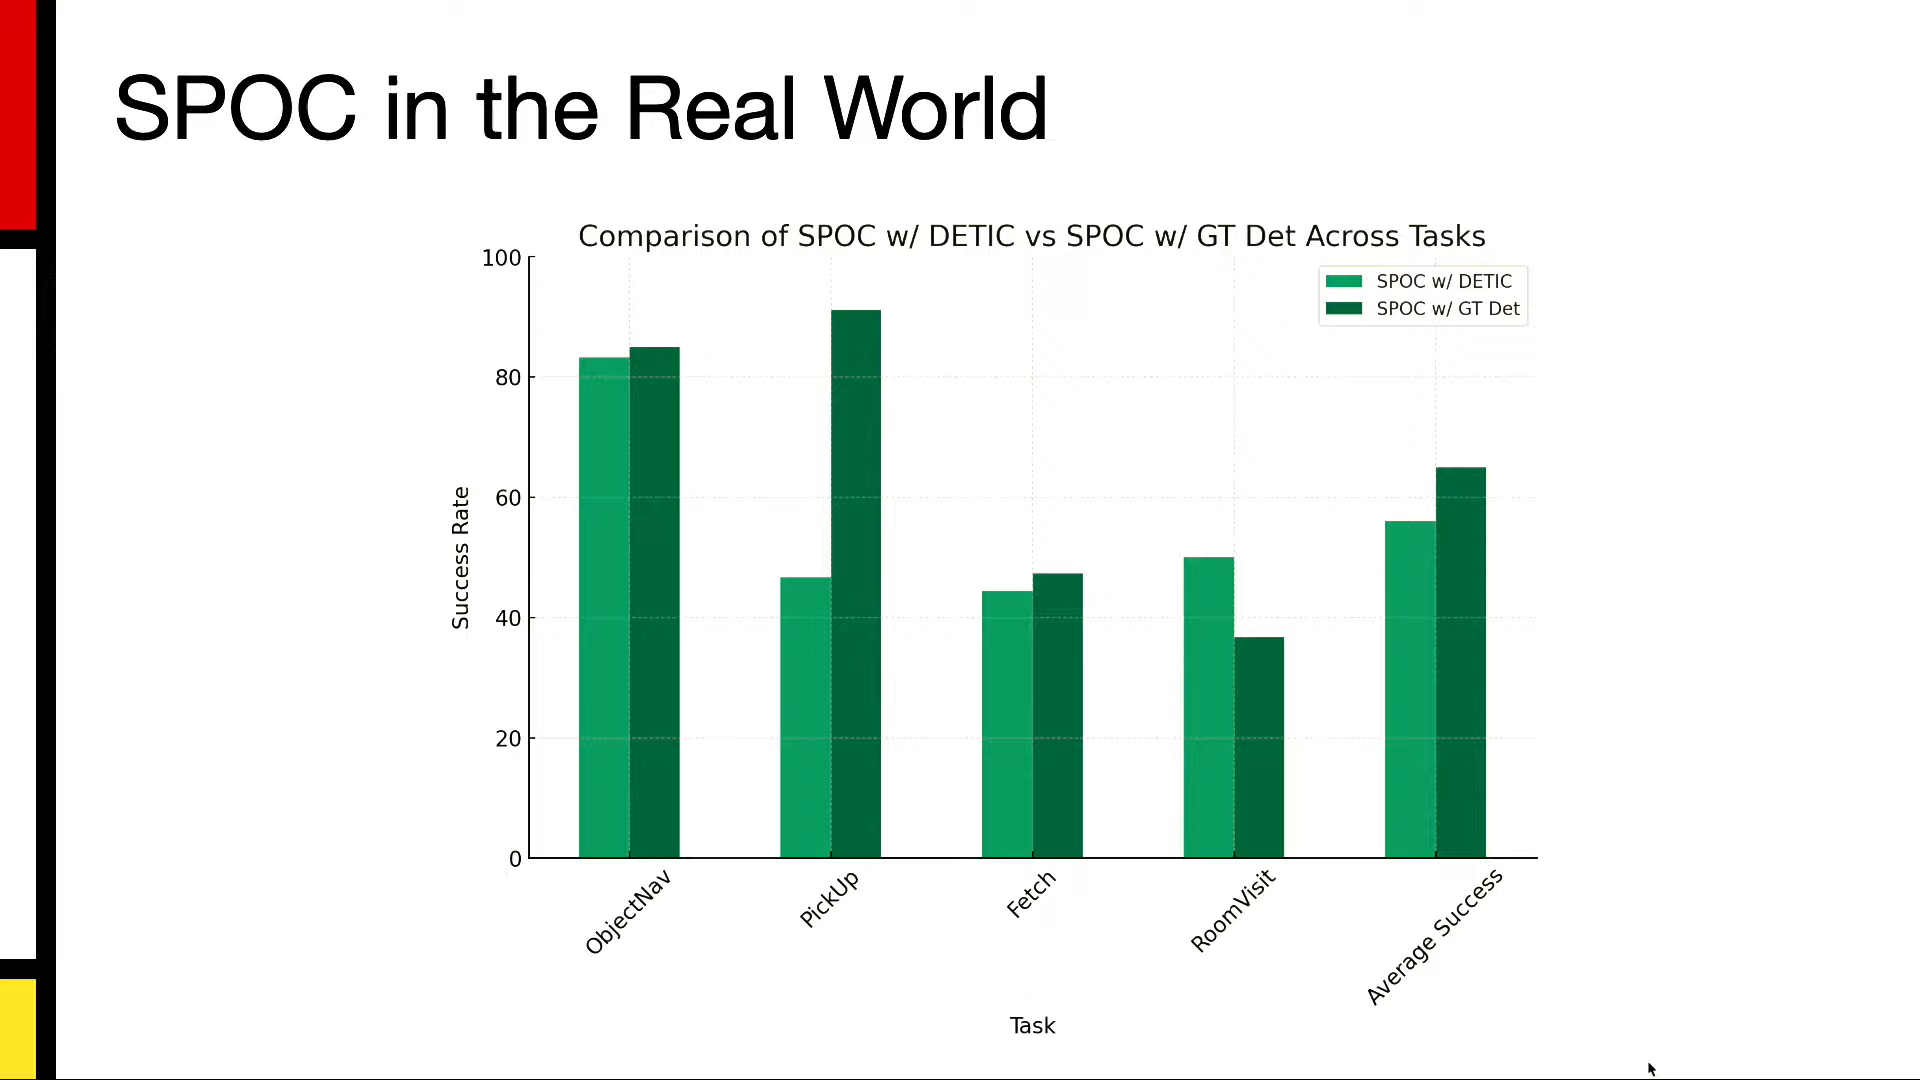 SPOC in the Real World
Comparison of SPOC w/ DETIC vs SPOC w/ GT Det Across Tasks
SPOC w/ DETIC
SPOC w/ GT Det
100
80
60
40
20
0
Success Rate
ObjectNav
PickUp
Fetch
RoomVisit
Average Success
Task